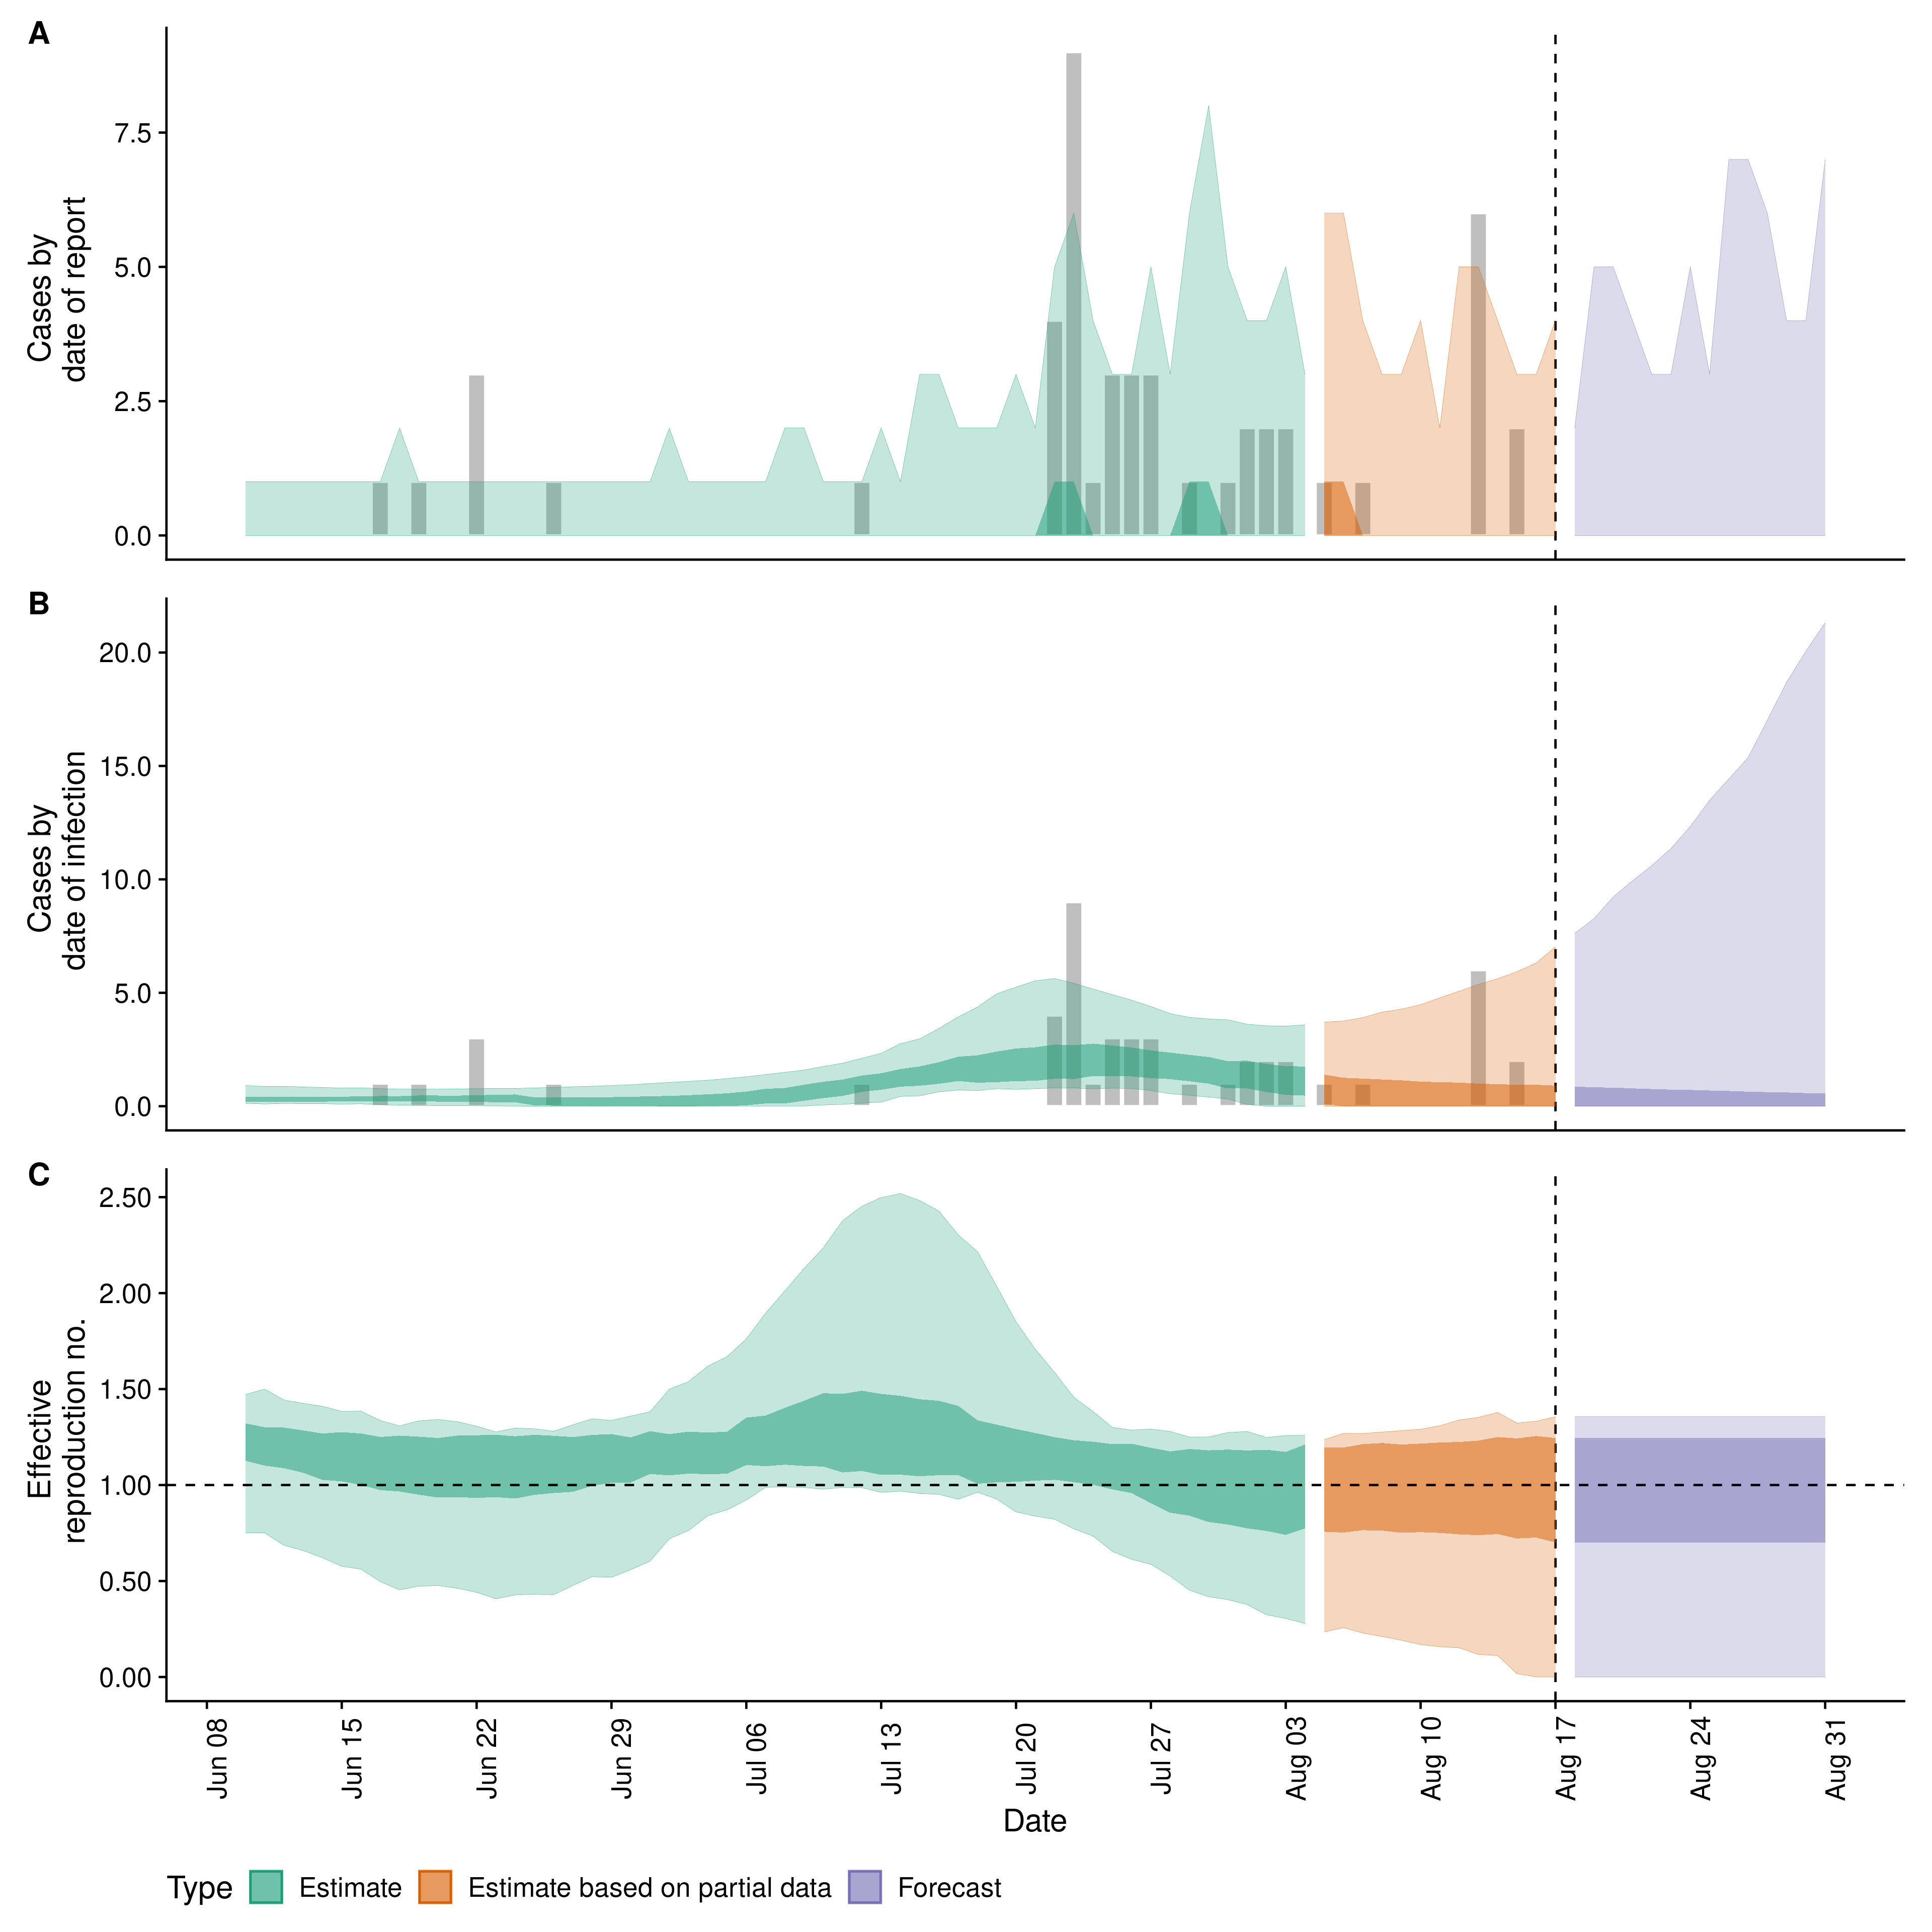 A
Cases by
date of report
7.5
5.0
2.5
0.0
B
Cases by
date of infection
20.0
15.0
10.0
5.0
0.0
C
Effective
reproduction no.
2.50
2.00
1.50
1.00
0.50
0.00
Jun 08
Jun 15
Jun 22
Jun 29
Jul 06
Jul 13
Jul 20
Jul 27
Aug 03
Aug 10
Aug 17
Aug 24
Aug 31
Date
Type
Estimate
Estimate based on partial data
Forecast